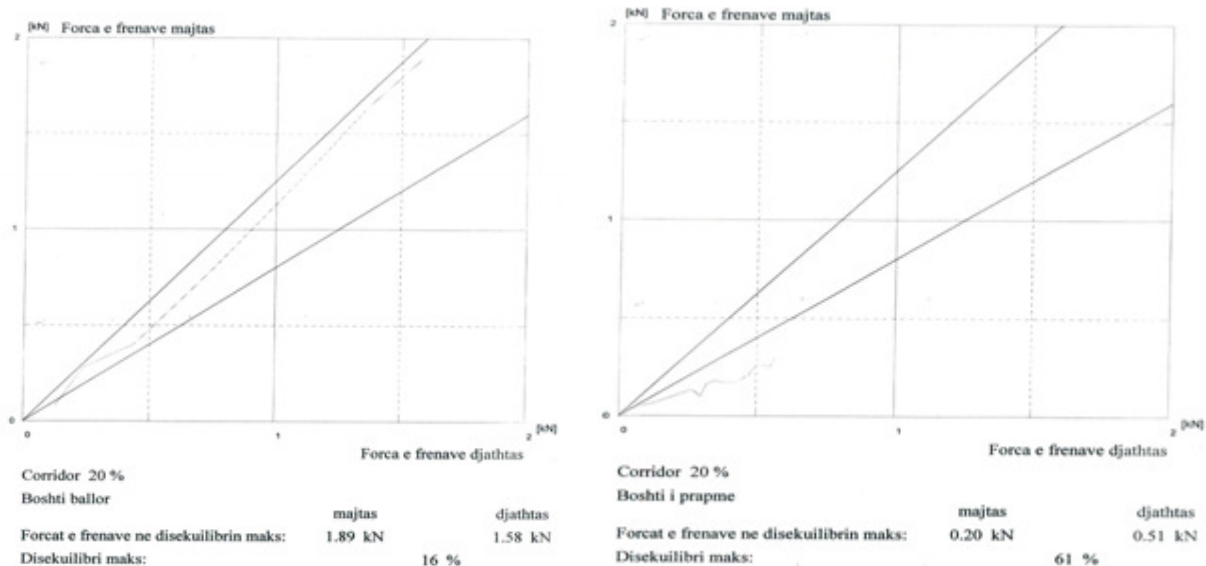 [kN] Forca e frenave majtas
2
1
0
0 1 2 [kN]
Forca e frenave djathtas
Corridor 20 %
Boshti ballor
majtas djathtas
Forcat e frenave ne disekuilibrin maks: 1.89 kN 1.58 kN
Disekuilibri maks: 16 %
[kN] Forca e frenave majtas
2
1
0
0 1 2 [kN]
Forca e frenave djathtas
Corridor 20 %
Boshti i prapme
majtas djathtas
Forcat e frenave ne disekuilibrin maks: 0.20 kN 0.51 kN
Disekuilibri maks: 61 %